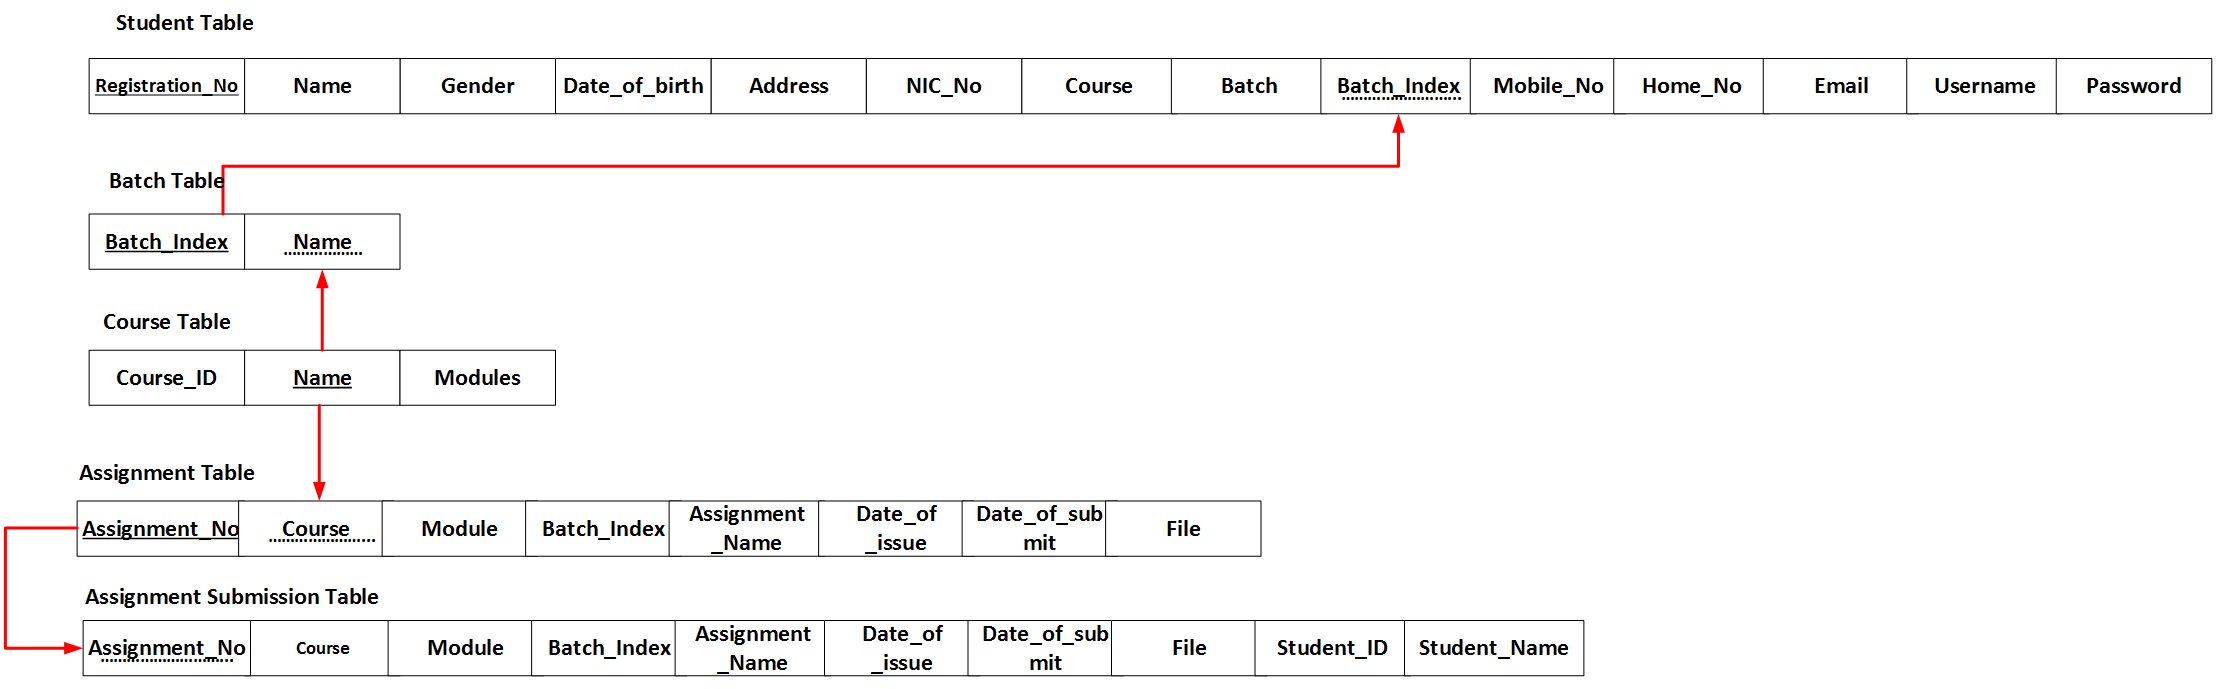 Student Table
Registration_No Name Gender Date_of_birth Address NIC_No Course Batch Batch_Index Mobile_No Home_No Email Username Password
Batch Table
Batch_Index Name
Course Table
Course_ID Name Modules
Assignment Table
Assignment_No Course Module Batch_Index Assignment _Name Date_of _issue Date_of_sub mit File
Assignment Submission Table
Assignment_No Course Module Batch_Index Assignment _Name Date_of _issue Date_of_sub mit File Student_ID Student_Name